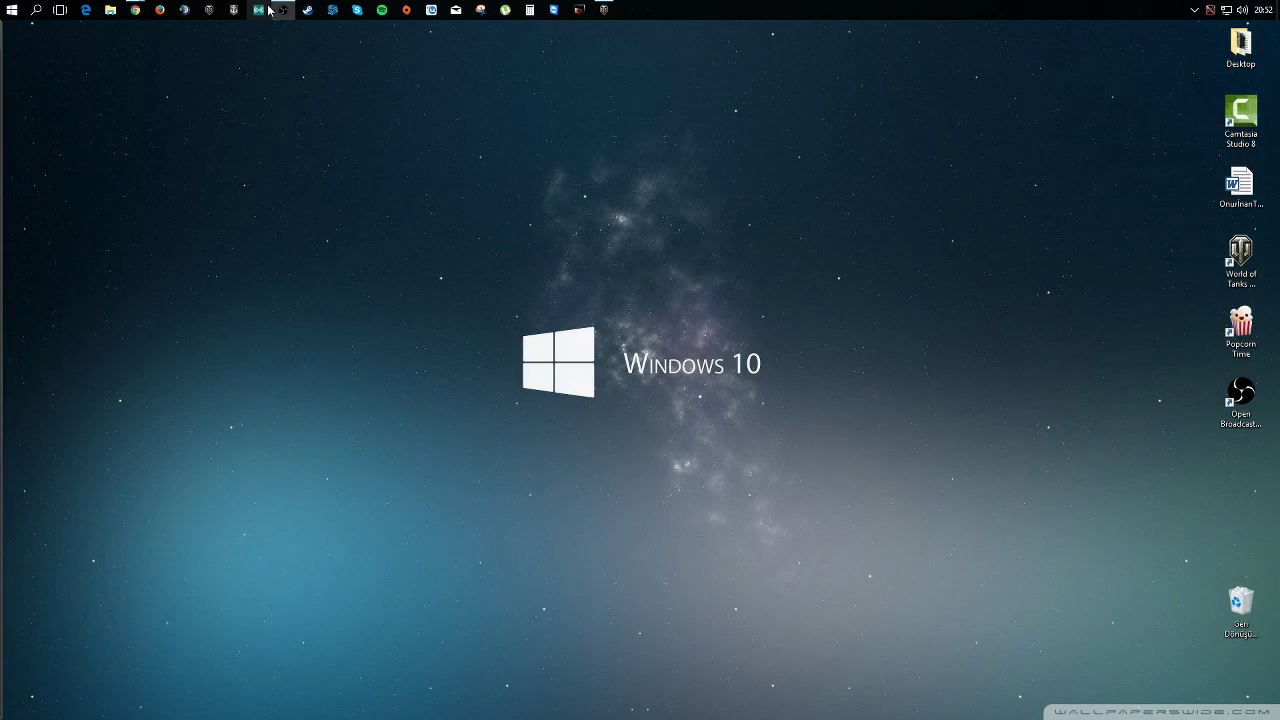 20:52
Desktop
Camtasia
Studio 8
OnurInanT...
World of
Tanks ...
Popcorn
Time
Open
Broadcast...
Geri
Dönüşü...
WINDOWS 10
WALLPAPERSWIDE.COM